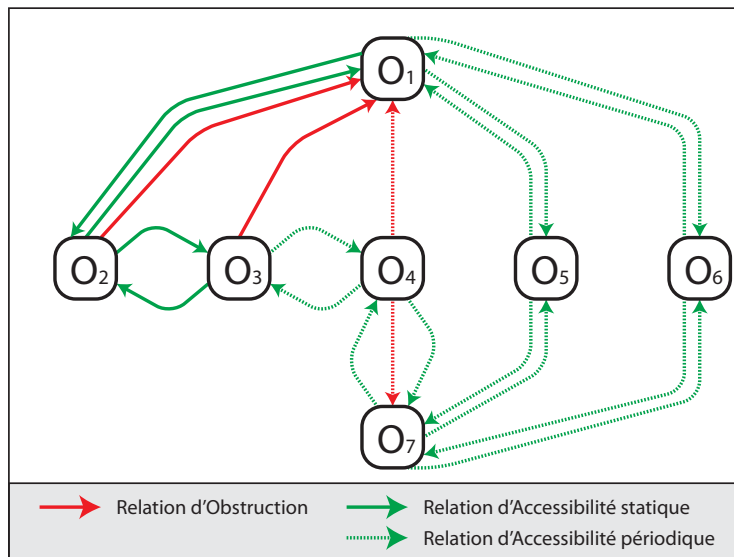 O1
O2 O3 O4 O5 O6
O7
Relation d'Obstruction
Relation d'Accessibilité statique
Relation d'Accessibilité périodique